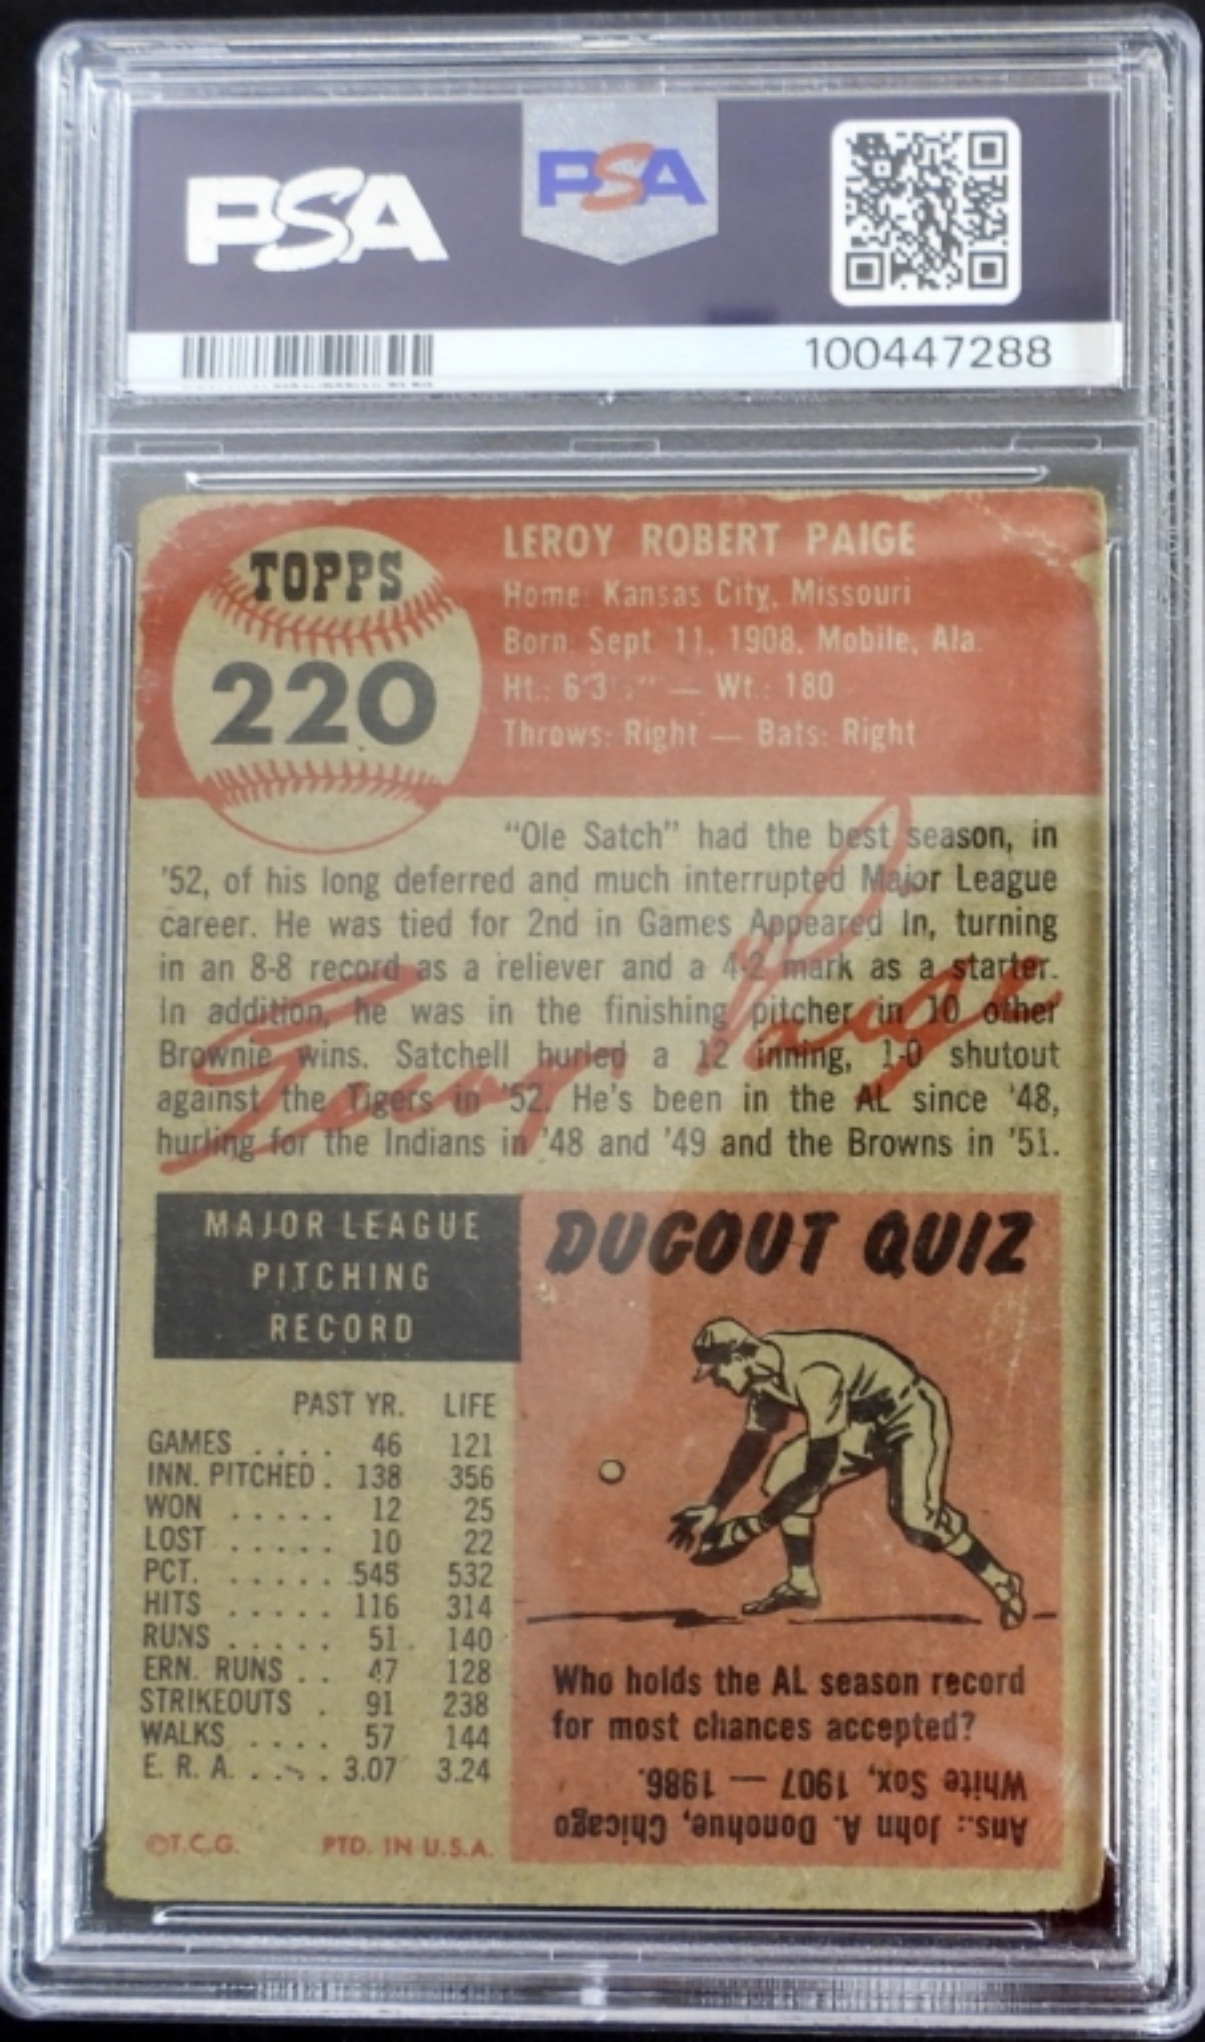 PSA PSA
100447288
TOPPS
220
LEROY ROBERT PAIGE
Home: Kansas City, Missouri
Born: Sept. 11, 1908, Mobile, Ala.
Ht.: 6'3 — Wt.: 180
Throws: Right — Bats: Right
"Ole Satch" had the best season, in
'52, of his long deferred and much interrupted Major League
career. He was tied for 2nd in Games Appeared In, turning
in an 8-8 record as a reliever and a 4-2 mark as a starter.
In addition, he was in the finishing pitcher in 10 other
Brownie wins. Satchell hurled a 12 inning, 1-0 shutout
against the Tigers in '52. He's been in the AL since '48,
hurling for the Indians in '48 and '49 and the Browns in '51.
Paige
MAJOR LEAGUE
PITCHING
RECORD
PAST YR. LIFE
GAMES .... 46 121
INN. PITCHED . 138 356
WON ..... 12 25
LOST ..... 10 22
PCT. ..... .545 532
HITS ..... 116 314
RUNS ..... 51 140
ERN. RUNS .. 47 128
STRIKEOUTS . 91 238
WALKS .... 57 144
E. R. A. .... 3.07 3.24
©T.C.G. PTD. IN U.S.A.
DUGOUT QUIZ
Who holds the AL season record
for most chances accepted?
Ans.: John A. Donohue, Chicago
White Sox, 1907 — 1986.